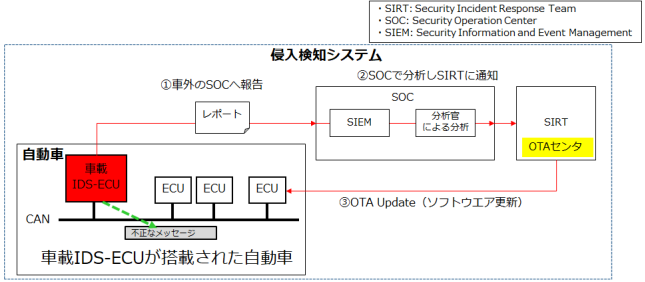 ・SIRT: Security Incident Response Team
・SOC: Security Operation Center
・SIEM: Security Information and Event Management
侵入検知システム
①車外のSOCへ報告
②SOCで分析しSIRTに通知
レポート
SOC
SIEM
分析官
による分析
SIRT
OTAセンタ
自動車
車載
IDS-ECU
ECU
ECU
ECU
③OTA Update（ソフトウエア更新）
CAN
不正なメッセージ
車載IDS-ECUが搭載された自動車